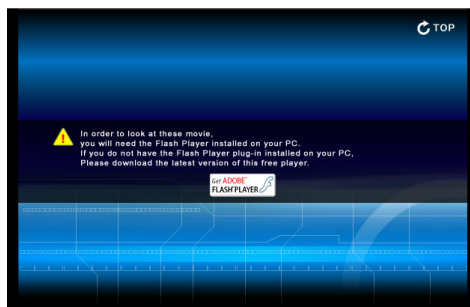 TOP
In order to look at these movie,
you will need the Flash Player installed on your PC.
If you do not have the Flash Player plug-in installed on your PC,
Please download the latest version of this free player.
Get ADOBE®
FLASH® PLAYER